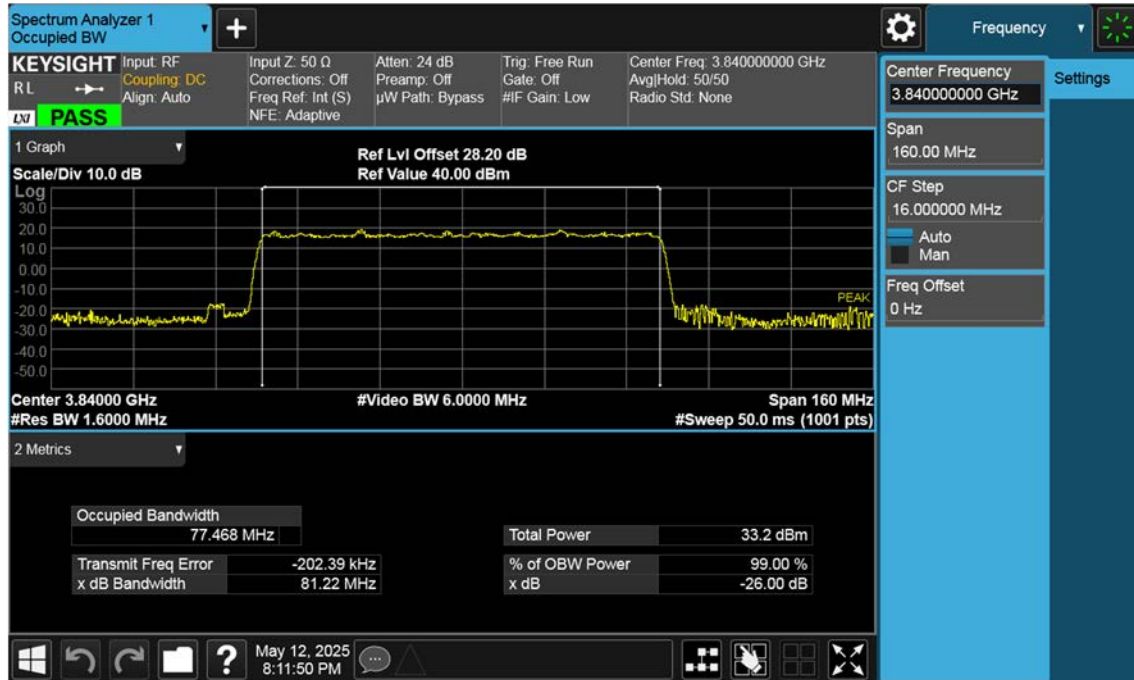 Spectrum Analyzer 1
Occupied BW
+
Frequency
KEYSIGHT
R L
LXI PASS
Input: RF
Coupling: DC
Align: Auto
Input Z: 50 Ω
Corrections: Off
Freq Ref: Int (S)
NFE: Adaptive
Atten: 24 dB
Preamp: Off
µW Path: Bypass
Trig: Free Run
Gate: Off
#IF Gain: Low
Center Freq: 3.840000000 GHz
Avg|Hold: 50/50
Radio Std: None
Center Frequency
3.840000000 GHz
Settings
Span
160.00 MHz
CF Step
16.000000 MHz
Auto
Man
Freq Offset
0 Hz
1 Graph
Scale/Div 10.0 dB
Ref Lvl Offset 28.20 dB
Ref Value 40.00 dBm
Log
30.0
20.0
10.0
0.00
-10.0
-20.0
-30.0
-40.0
-50.0
PEAK
Center 3.84000 GHz
#Video BW 6.0000 MHz
Span 160 MHz
#Res BW 1.6000 MHz
#Sweep 50.0 ms (1001 pts)
2 Metrics
Occupied Bandwidth
77.468 MHz
Total Power 33.2 dBm
Transmit Freq Error -202.39 kHz
% of OBW Power 99.00 %
x dB Bandwidth 81.22 MHz
x dB -26.00 dB
?
May 12, 2025
8:11:50 PM